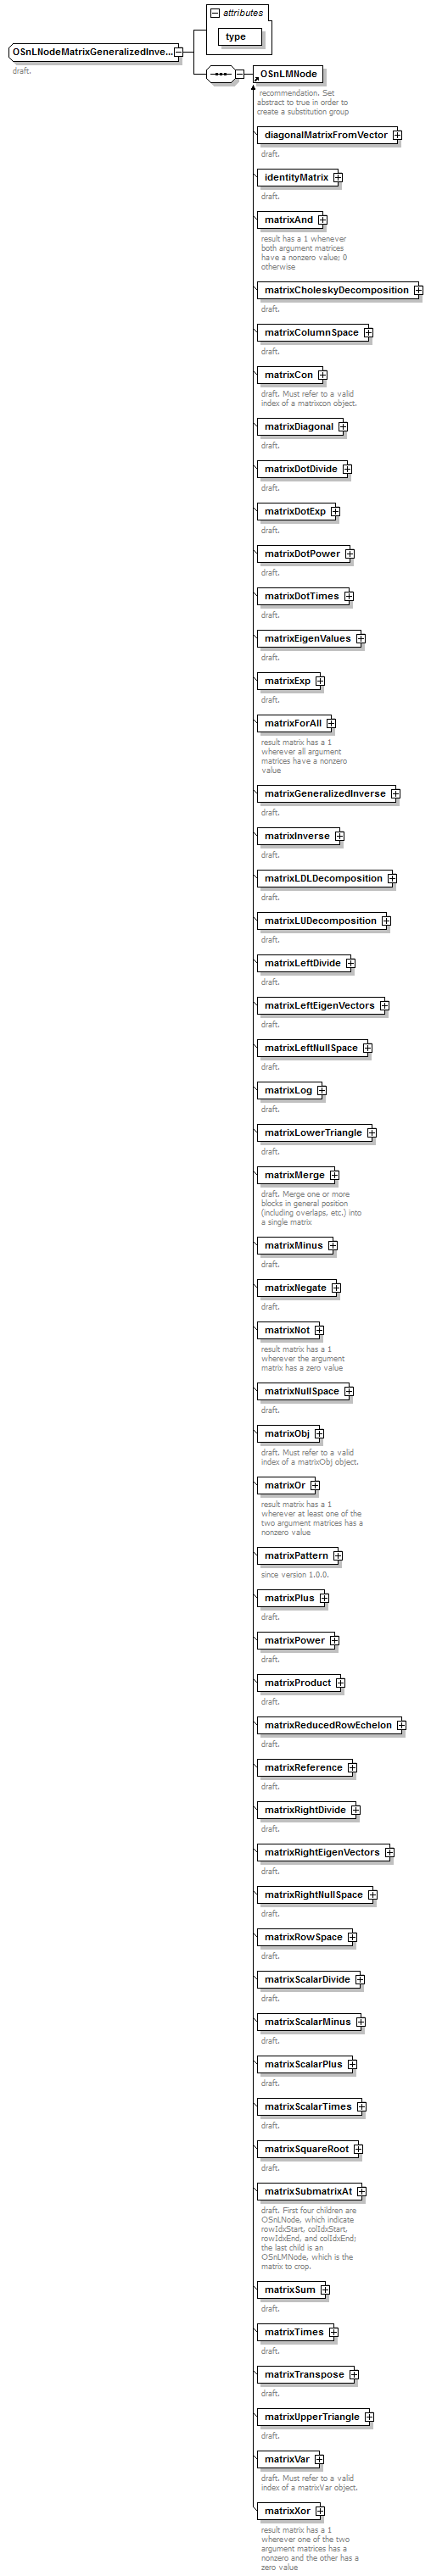 attributes
type
OSnLNodeMatrixGeneralizedInve...
draft.
OSnLMNode
recommendation. Set
abstract to true in order to
create a substitution group
diagonalMatrixFromVector
draft.
identityMatrix
draft.
matrixAnd
result has a 1 whenever
both argument matrices
have a nonzero value; 0
otherwise
matrixCholeskyDecomposition
draft.
matrixColumnSpace
draft.
matrixCon
draft. Must refer to a valid
index of a matrixcon object.
matrixDiagonal
draft.
matrixDotDivide
draft.
matrixDotExp
draft.
matrixDotPower
draft.
matrixDotTimes
draft.
matrixEigenValues
draft.
matrixExp
draft.
matrixForAll
result matrix has a 1
wherever all argument
matrices have a nonzero
value
matrixGeneralizedInverse
draft.
matrixInverse
draft.
matrixLDLDecomposition
draft.
matrixLUDecomposition
draft.
matrixLeftDivide
draft.
matrixLeftEigenVectors
draft.
matrixLeftNullSpace
draft.
matrixLog
draft.
matrixLowerTriangle
draft.
matrixMerge
draft. Merge one or more
blocks in general position
(including overlaps, etc.) into
a single matrix
matrixMinus
draft.
matrixNegate
draft.
matrixNot
result matrix has a 1
wherever the argument
matrix has a zero value
matrixNullSpace
draft.
matrixObj
draft. Must refer to a valid
index of a matrixObj object.
matrixOr
result matrix has a 1
wherever at least one of the
two argument matrices has a
nonzero value
matrixPattern
since version 1.0.0.
matrixPlus
draft.
matrixPower
draft.
matrixProduct
draft.
matrixReducedRowEchelon
draft.
matrixReference
draft.
matrixRightDivide
draft.
matrixRightEigenVectors
draft.
matrixRightNullSpace
draft.
matrixRowSpace
draft.
matrixScalarDivide
draft.
matrixScalarMinus
draft.
matrixScalarPlus
draft.
matrixScalarTimes
draft.
matrixSquareRoot
draft.
matrixSubmatrixAt
draft. First four children are
OSnLNode, which indicate
rowIdxStart, colIdxStart,
rowIdxEnd, and colIdxEnd;
the last child is an
OSnLMNode, which is the
matrix to crop.
matrixSum
draft.
matrixTimes
draft.
matrixTranspose
draft.
matrixUpperTriangle
draft.
matrixVar
draft. Must refer to a valid
index of a matrixVar object.
matrixXor
result matrix has a 1
wherever one of the two
argument matrices has a
nonzero and the other has a
zero value